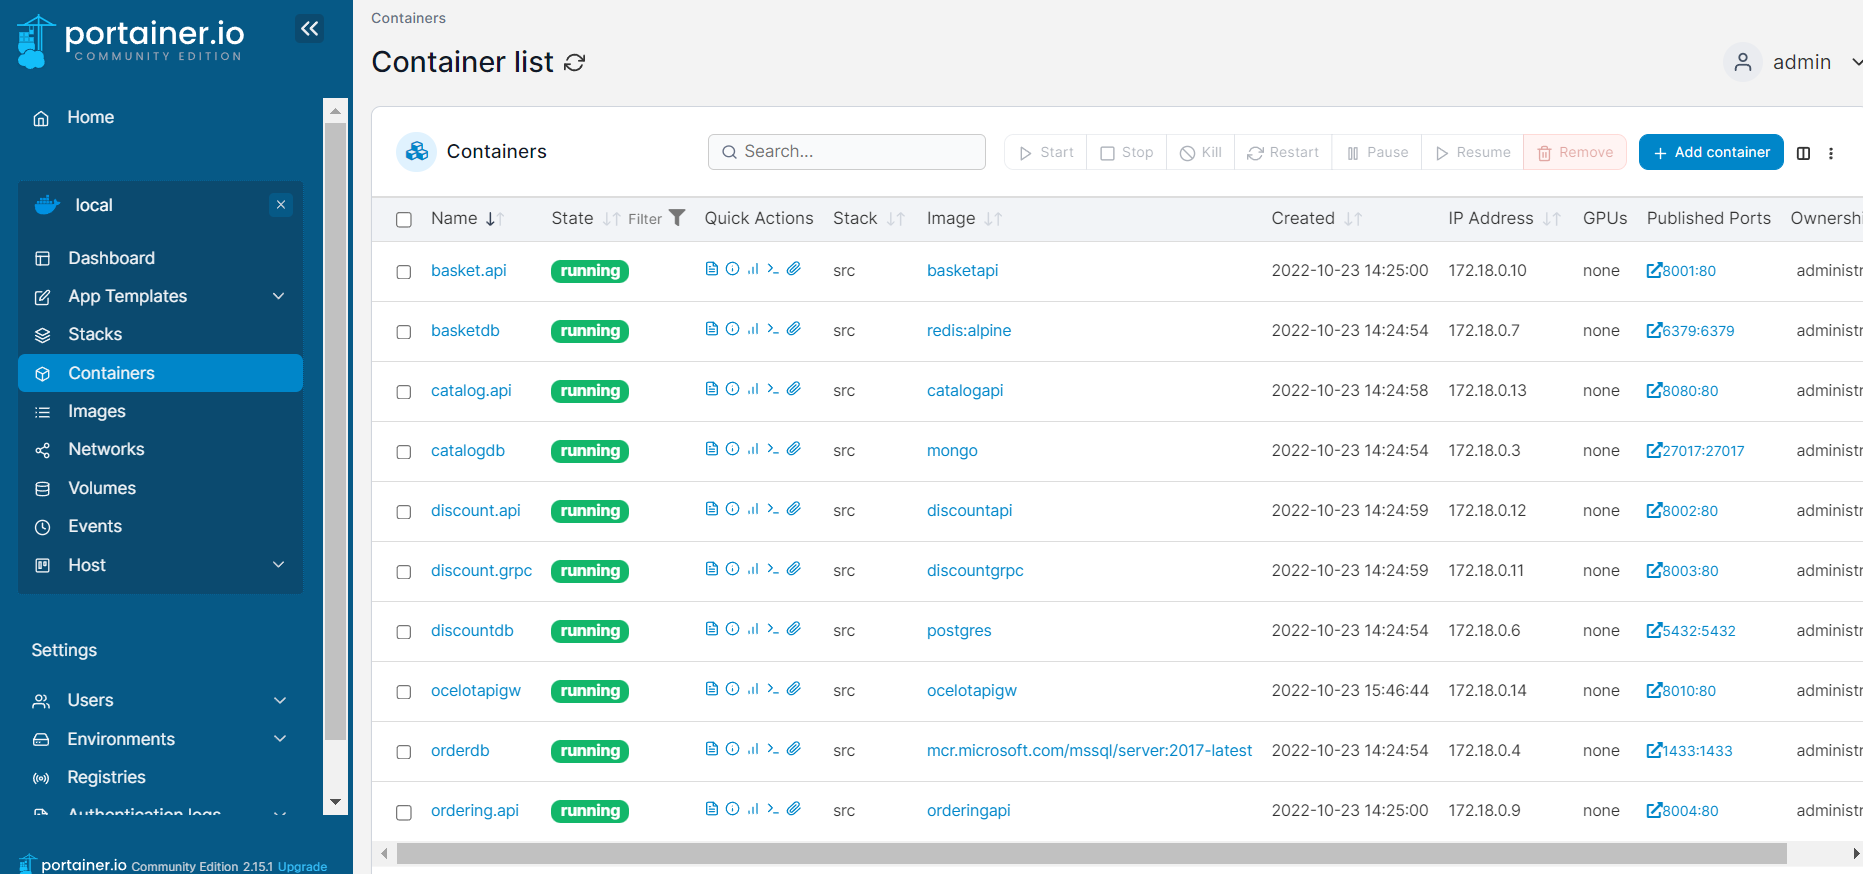 portainer.io
COMMUNITY EDITION
Home
local
Dashboard
App Templates
Stacks
Containers
Images
Networks
Volumes
Events
Host
Settings
Users
Environments
Registries
Authentication logs
portainer.io Community Edition 2.15.1 Upgrade
Containers
Container list
admin
Containers
Search...
Start Stop Kill Restart Pause Resume Remove
Add container
Name State Filter Quick Actions Stack Image Created IP Address GPUs Published Ports Ownershi
basket.api running src basketapi 2022-10-23 14:25:00 172.18.0.10 none 8001:80 administr
basketdb running src redis:alpine 2022-10-23 14:24:54 172.18.0.7 none 6379:6379 administr
catalog.api running src catalogapi 2022-10-23 14:24:58 172.18.0.13 none 8080:80 administr
catalogdb running src mongo 2022-10-23 14:24:54 172.18.0.3 none 27017:27017 administr
discount.api running src discountapi 2022-10-23 14:24:59 172.18.0.12 none 8002:80 administr
discount.grpc running src discountgrpc 2022-10-23 14:24:59 172.18.0.11 none 8003:80 administr
discountdb running src postgres 2022-10-23 14:24:54 172.18.0.6 none 5432:5432 administr
ocelotapigw running src ocelotapigw 2022-10-23 15:46:44 172.18.0.14 none 8010:80 administr
orderdb running src mcr.microsoft.com/mssql/server:2017-latest 2022-10-23 14:24:54 172.18.0.4 none 1433:1433 administr
ordering.api running src orderingapi 2022-10-23 14:25:00 172.18.0.9 none 8004:80 administr